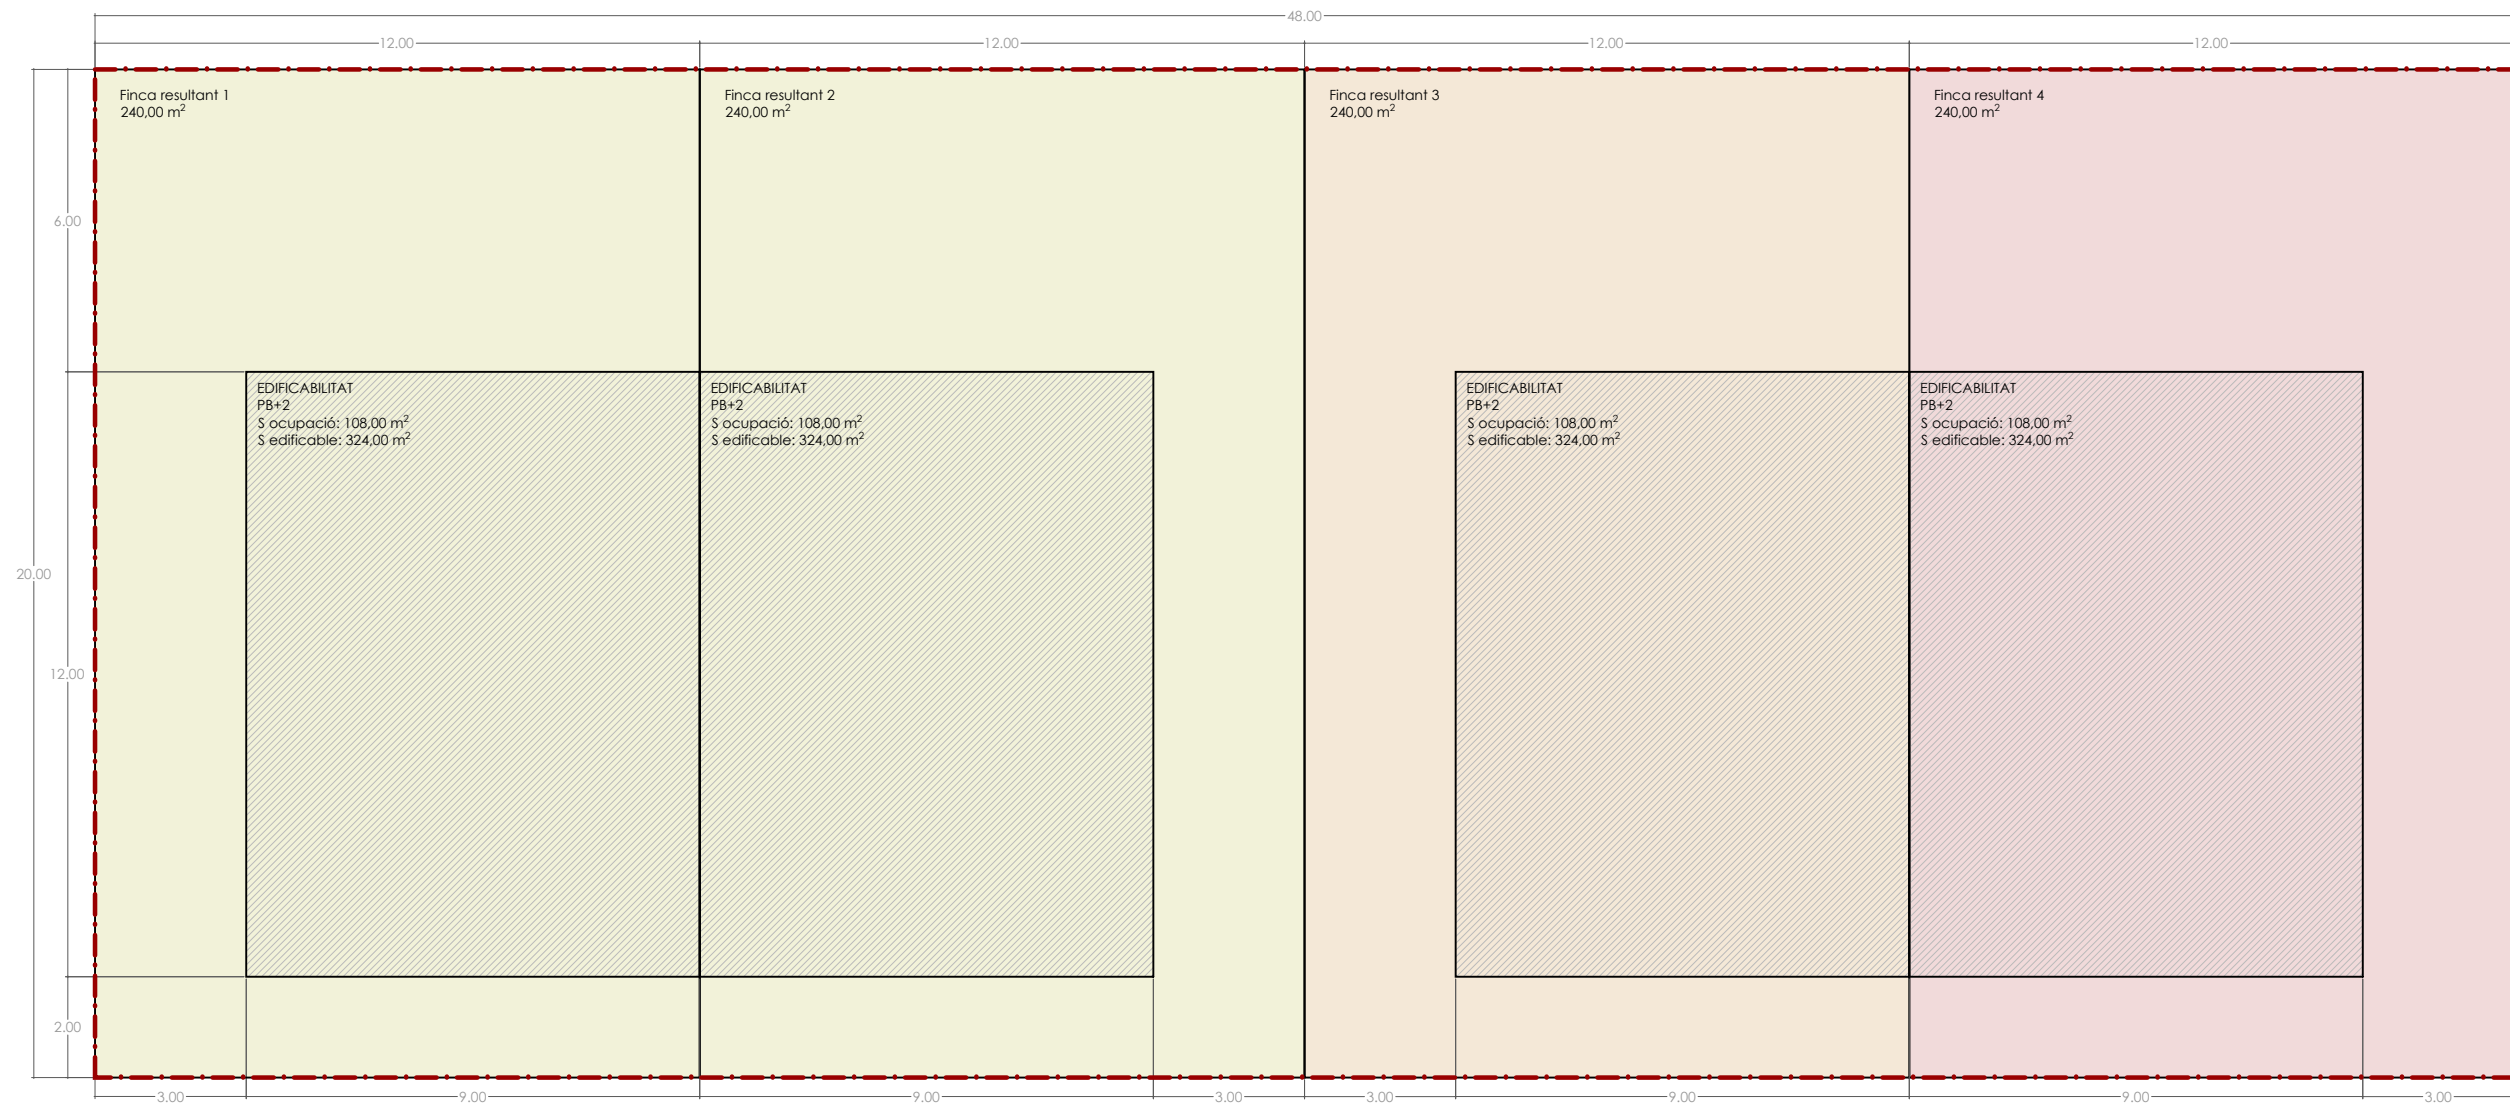 48.00
12.00 12.00 12.00 12.00
Finca resultant 1
240,00 m²
Finca resultant 2
240,00 m²
Finca resultant 3
240,00 m²
Finca resultant 4
240,00 m²
6.00
EDIFICABILITAT
PB+2
S ocupació: 108,00 m²
S edificable: 324,00 m²
EDIFICABILITAT
PB+2
S ocupació: 108,00 m²
S edificable: 324,00 m²
EDIFICABILITAT
PB+2
S ocupació: 108,00 m²
S edificable: 324,00 m²
EDIFICABILITAT
PB+2
S ocupació: 108,00 m²
S edificable: 324,00 m²
20.00
12.00
2.00
3.00 9.00 9.00 3.00 3.00 9.00 9.00 3.00